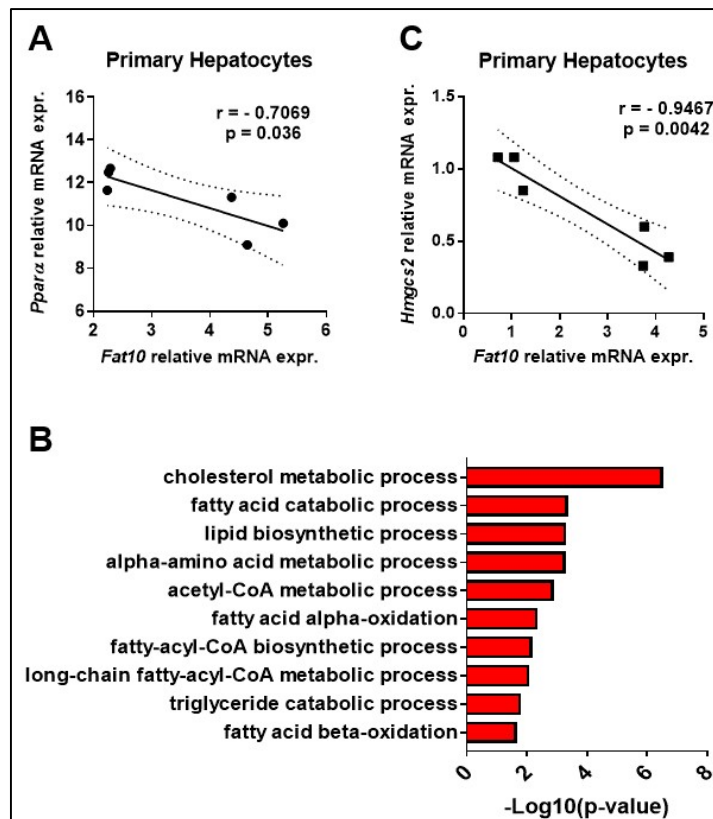 A
Primary Hepatocytes
r = - 0.7069
p = 0.036
Pparα relative mRNA expr.
16
14
12
10
8
6
2
3
4
5
6
Fat10 relative mRNA expr.
C
Primary Hepatocytes
r = - 0.9467
p = 0.0042
Hmgcs2 relative mRNA expr.
1.5
1.0
0.5
0.0
0
1
2
3
4
5
Fat10 relative mRNA expr.
B
cholesterol metabolic process
fatty acid catabolic process
lipid biosynthetic process
alpha-amino acid metabolic process
acetyl-CoA metabolic process
fatty acid alpha-oxidation
fatty-acyl-CoA biosynthetic process
long-chain fatty-acyl-CoA metabolic process
triglyceride catabolic process
fatty acid beta-oxidation
0
2
4
6
8
-Log10(p-value)